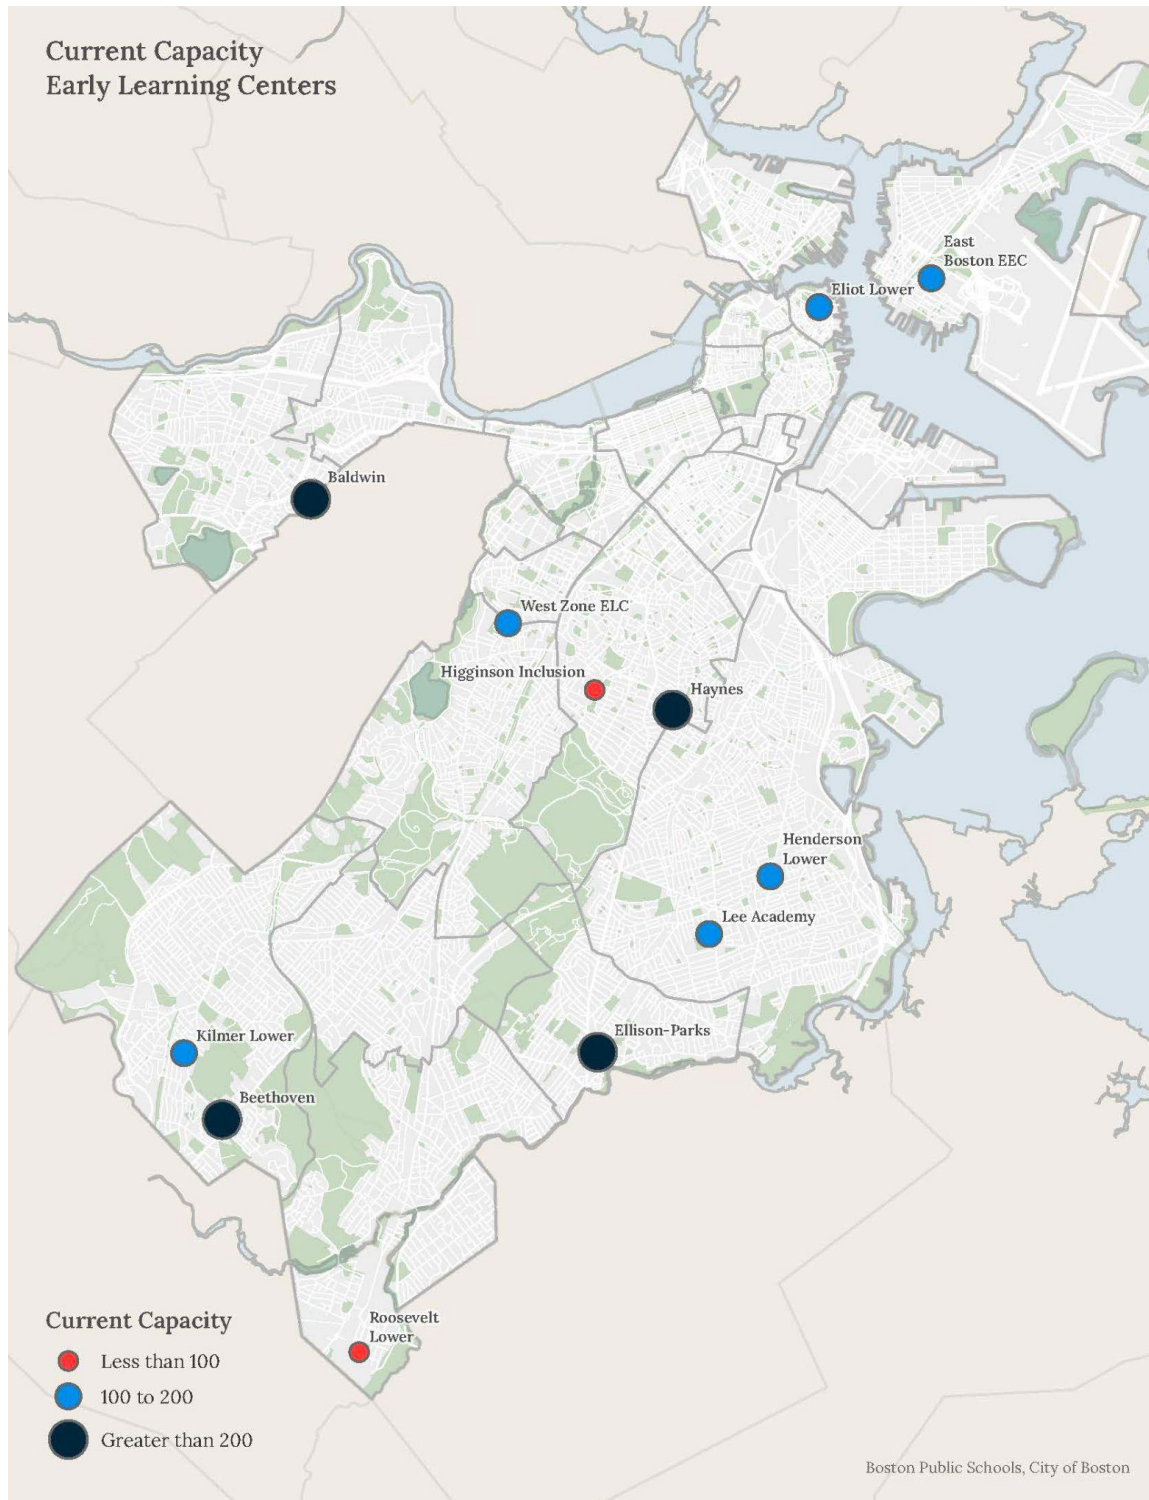 Current Capacity
Early Learning Centers
East
Boston EEC
Eliot Lower
Baldwin
West Zone ELC
Higginson Inclusion
Haynes
Henderson
Lower
Lee Academy
Ellison-Parks
Kilmer Lower
Beethoven
Roosevelt
Lower
Current Capacity
Less than 100
100 to 200
Greater than 200
Boston Public Schools, City of Boston